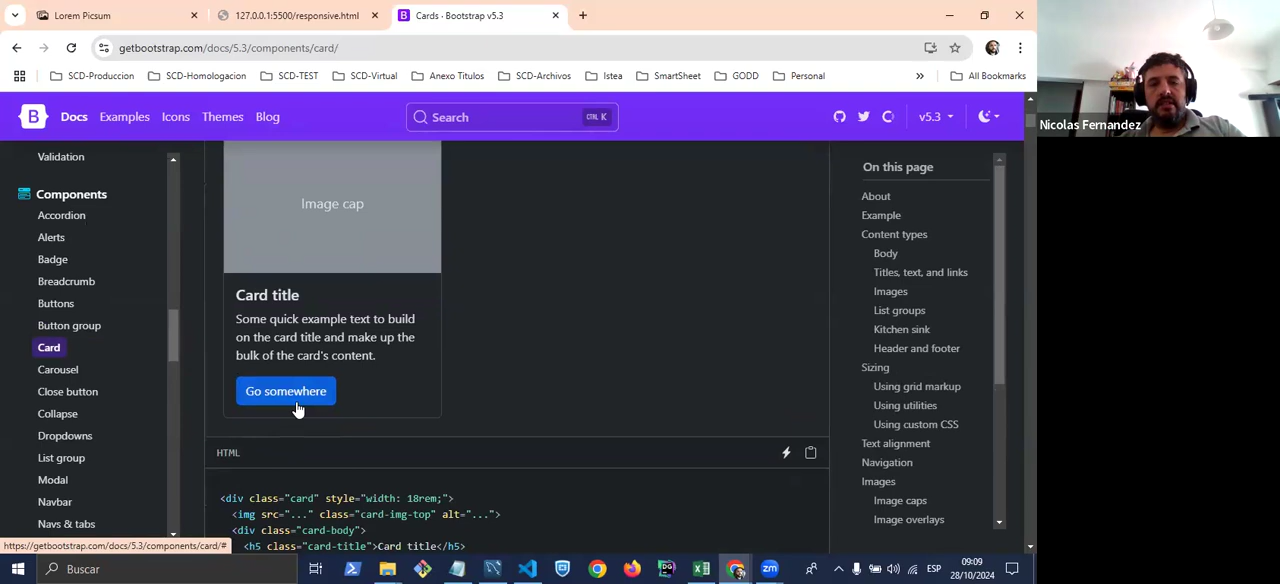 Lorem Picsum
127.0.0.1:5500/responsive.html
Cards · Bootstrap v5.3
getbootstrap.com/docs/5.3/components/card/
SCD-Produccion
SCD-Homologacion
SCD-TEST
SCD-Virtual
Anexo Titulos
SCD-Archivos
Istea
SmartSheet
GODD
Personal
»
All Bookmarks
B
Docs
Examples
Icons
Themes
Blog
Search
CTRL K
v5.3
Nicolas Fernandez
Validation
Components
Accordion
Alerts
Badge
Breadcrumb
Buttons
Button group
Card
Carousel
Close button
Collapse
Dropdowns
List group
Modal
Navbar
Navs & tabs
Image cap
Card title
Some quick example text to build
on the card title and make up the
bulk of the card's content.
Go somewhere
HTML
<div class="card" style="width: 18rem;">
<img src="..." class="card-img-top" alt="...">
<div class="card-body">
<h5 class="card-title">Card title</h5>
On this page
About
Example
Content types
Body
Titles, text, and links
Images
List groups
Kitchen sink
Header and footer
Sizing
Using grid markup
Using utilities
Using custom CSS
Text alignment
Navigation
Images
Image caps
Image overlays
https://getbootstrap.com/docs/5.3/components/card/#
Buscar
zm
ESP
09:09
28/10/2024